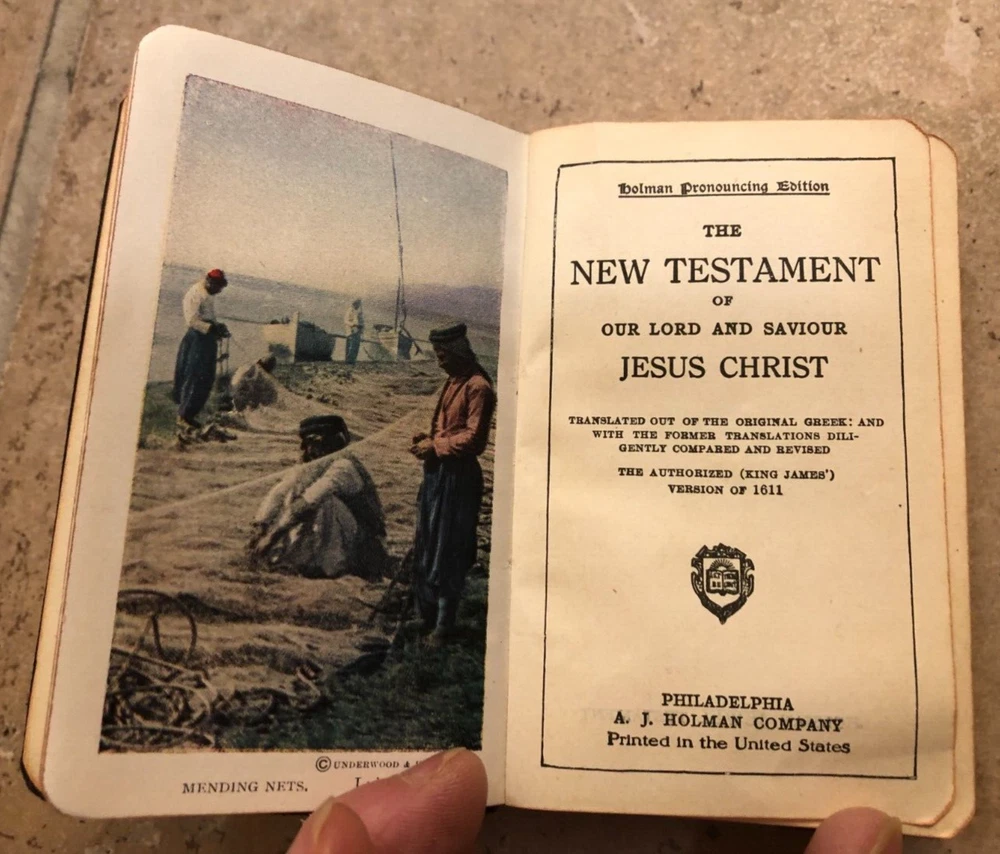 © UNDERWOOD &
MENDING NETS.
Holman Pronouncing Edition
THE
NEW TESTAMENT
OF
OUR LORD AND SAVIOUR
JESUS CHRIST
TRANSLATED OUT OF THE ORIGINAL GREEK: AND
WITH THE FORMER TRANSLATIONS DILI-
GENTLY COMPARED AND REVISED
THE AUTHORIZED (KING JAMES')
VERSION OF 1611
PHILADELPHIA
A. J. HOLMAN COMPANY
Printed in the United States